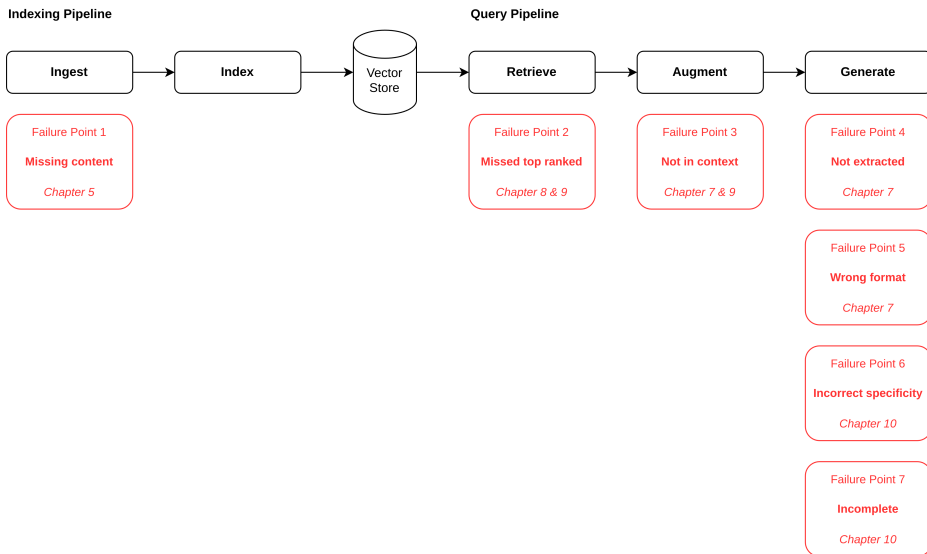 Indexing Pipeline
Query Pipeline
Ingest
Index
Vector
Store
Retrieve
Augment
Generate
Failure Point 1
Missing content
Chapter 5
Failure Point 2
Missed top ranked
Chapter 8 & 9
Failure Point 3
Not in context
Chapter 7 & 9
Failure Point 4
Not extracted
Chapter 7
Failure Point 5
Wrong format
Chapter 7
Failure Point 6
Incorrect specificity
Chapter 10
Failure Point 7
Incomplete
Chapter 10